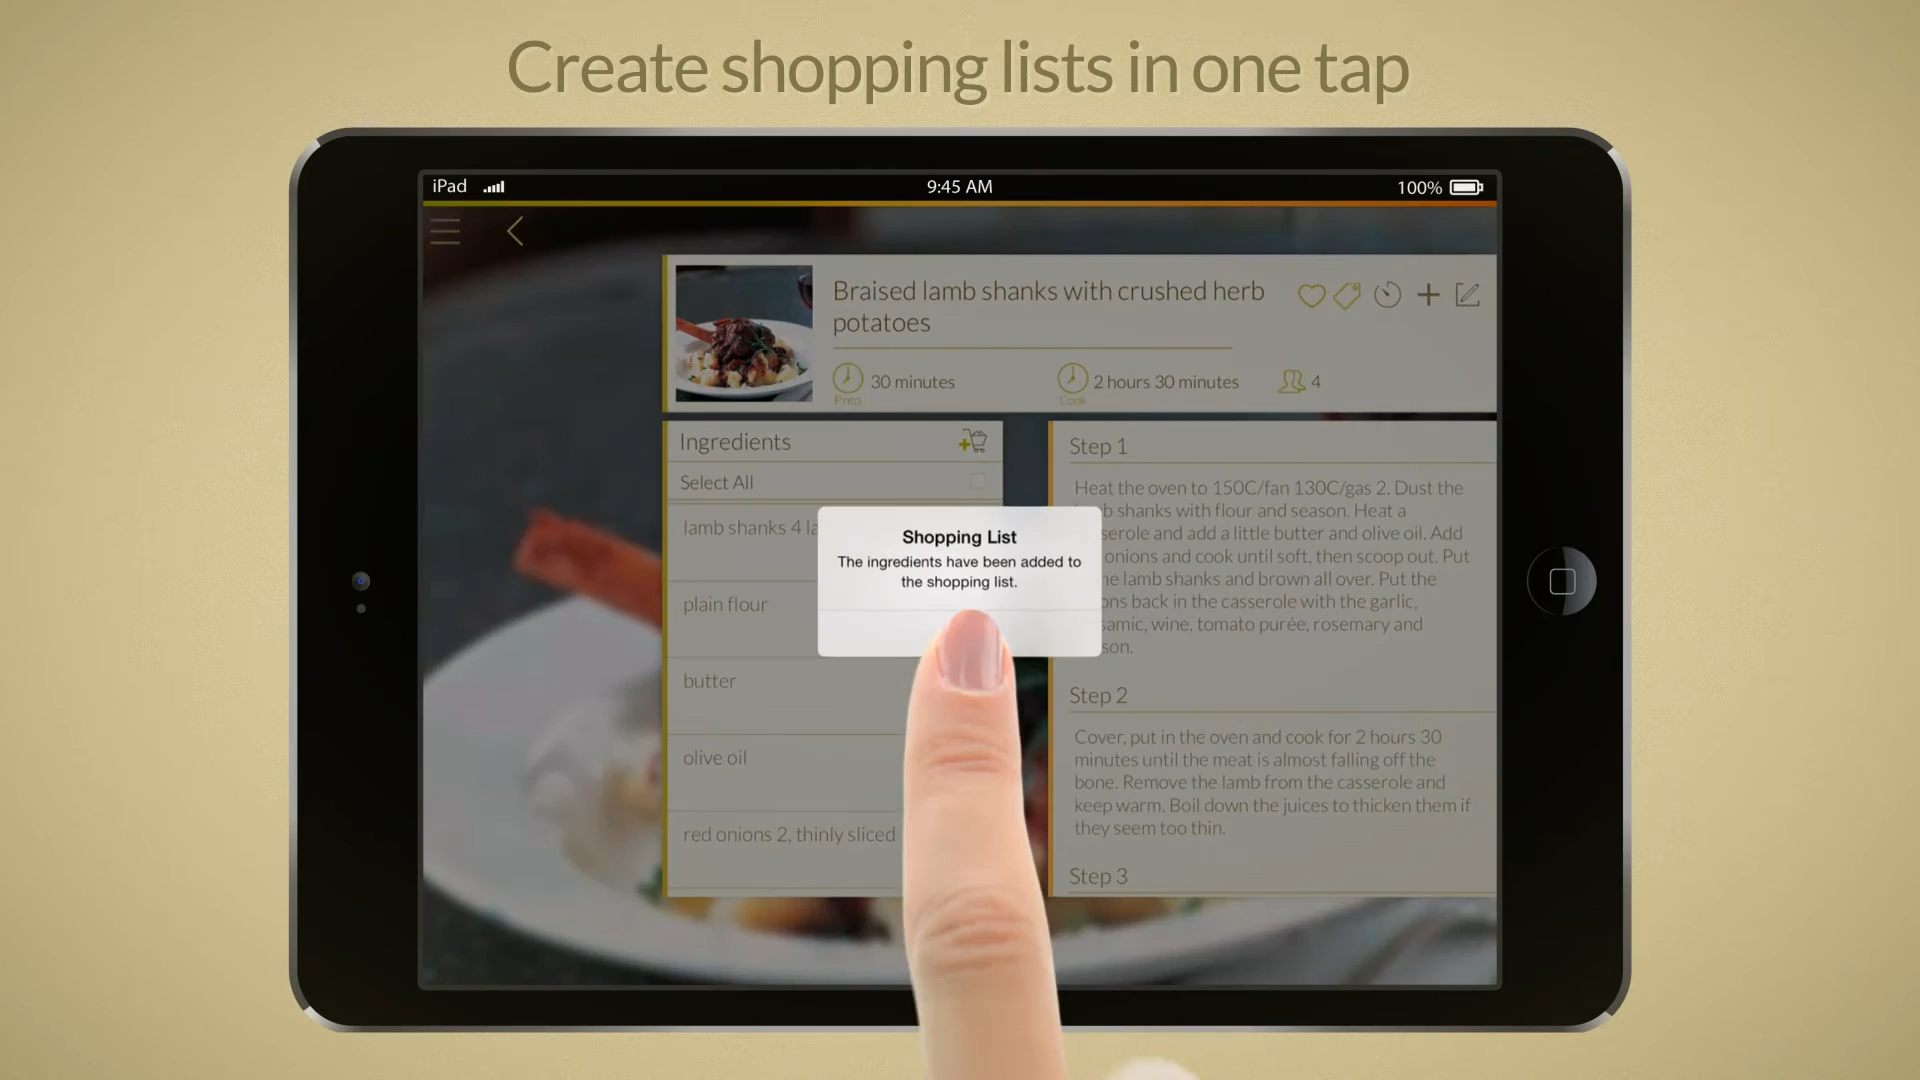 Create shopping lists in one tap
iPad
9:45 AM
100%
Braised lamb shanks with crushed herb
potatoes
30 minutes
Prep
2 hours 30 minutes
Cook
4
Ingredients
Select All
lamb shanks 4
plain flour
butter
olive oil
red onions 2, thinly sliced
Shopping List
The ingredients have been added to
the shopping list.
Step 1
Heat the oven to 150C/fan 130C/gas 2. Dust the
shanks with flour and season. Heat a
and add a little butter and olive oil. Add
onions and cook until soft, then scoop out. Put
lamb shanks and brown all over. Put the
back in the casserole with the garlic,
wine, tomato purée, rosemary and
Step 2
Cover, put in the oven and cook for 2 hours 30
minutes until the meat is almost falling off the
bone. Remove the lamb from the casserole and
keep warm. Boil down the juices to thicken them if
they seem too thin.
Step 3